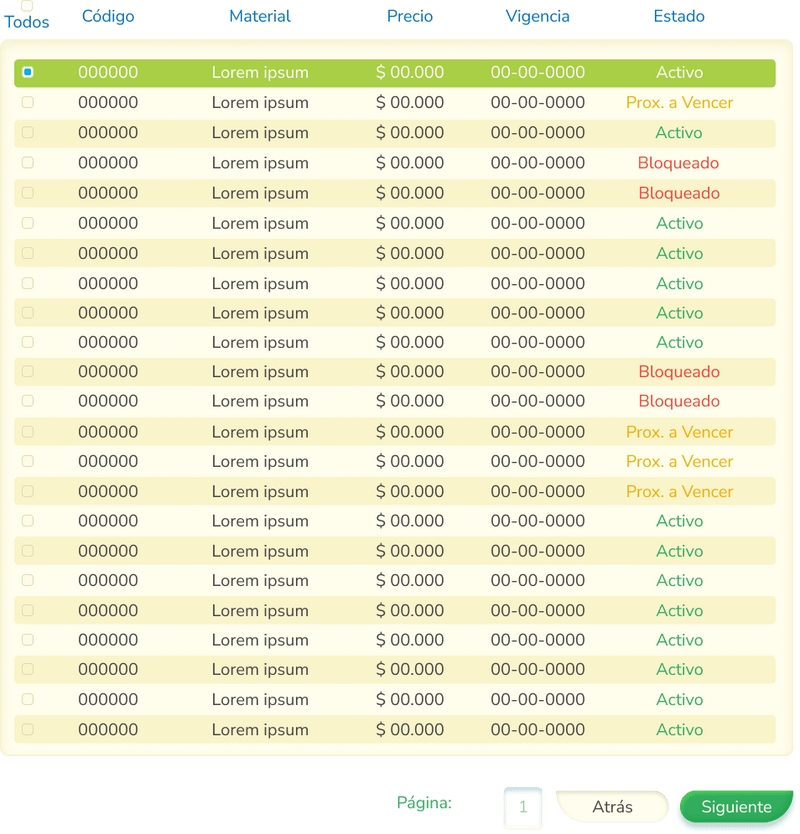 Todos Código Material Precio Vigencia Estado
000000 Lorem ipsum $ 00.000 00-00-0000 Activo
000000 Lorem ipsum $ 00.000 00-00-0000 Prox. a Vencer
000000 Lorem ipsum $ 00.000 00-00-0000 Activo
000000 Lorem ipsum $ 00.000 00-00-0000 Bloqueado
000000 Lorem ipsum $ 00.000 00-00-0000 Bloqueado
000000 Lorem ipsum $ 00.000 00-00-0000 Activo
000000 Lorem ipsum $ 00.000 00-00-0000 Activo
000000 Lorem ipsum $ 00.000 00-00-0000 Activo
000000 Lorem ipsum $ 00.000 00-00-0000 Activo
000000 Lorem ipsum $ 00.000 00-00-0000 Activo
000000 Lorem ipsum $ 00.000 00-00-0000 Bloqueado
000000 Lorem ipsum $ 00.000 00-00-0000 Bloqueado
000000 Lorem ipsum $ 00.000 00-00-0000 Prox. a Vencer
000000 Lorem ipsum $ 00.000 00-00-0000 Prox. a Vencer
000000 Lorem ipsum $ 00.000 00-00-0000 Prox. a Vencer
000000 Lorem ipsum $ 00.000 00-00-0000 Activo
000000 Lorem ipsum $ 00.000 00-00-0000 Activo
000000 Lorem ipsum $ 00.000 00-00-0000 Activo
000000 Lorem ipsum $ 00.000 00-00-0000 Activo
000000 Lorem ipsum $ 00.000 00-00-0000 Activo
000000 Lorem ipsum $ 00.000 00-00-0000 Activo
000000 Lorem ipsum $ 00.000 00-00-0000 Activo
000000 Lorem ipsum $ 00.000 00-00-0000 Activo
Página: 1 Atrás Siguiente